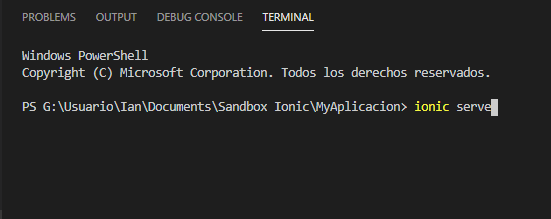 PROBLEMS OUTPUT DEBUG CONSOLE TERMINAL
Windows PowerShell
Copyright (C) Microsoft Corporation. Todos los derechos reservados.
PS G:\Usuario\Ian\Documents\Sandbox Ionic\MyAplicacion> ionic serve